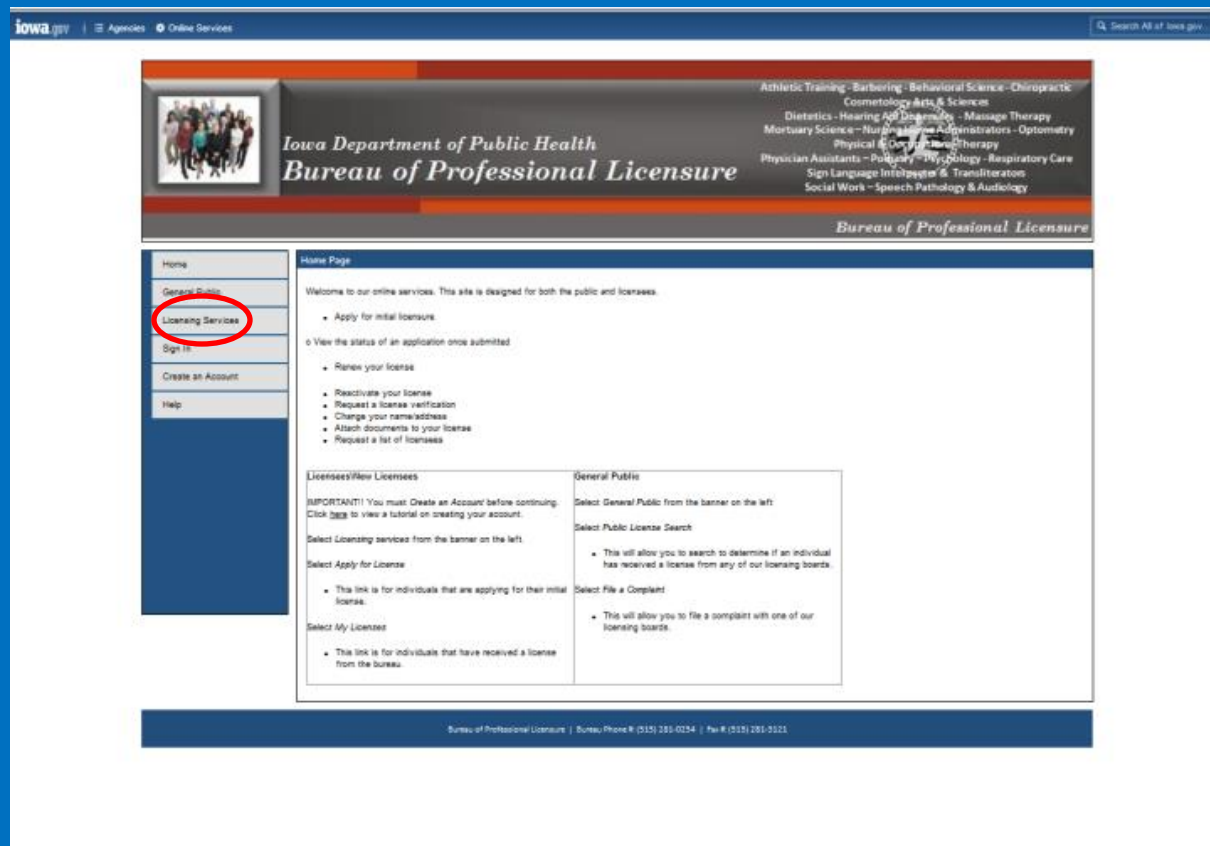 iowa.gov | Agencies Online Services
Search All of Iowa.gov
Athletic Training - Barbering - Behavioral Science - Chiropractic
Cosmetology Arts & Sciences
Dietetics - Hearing Aid Dispensers - Massage Therapy
Mortuary Science - Nursing Home Administrators - Optometry
Physical & Occupational Therapy
Physician Assistants - Podiatry - Psychology - Respiratory Care
Sign Language Interpreter & Transliterators
Social Work - Speech Pathology & Audiology
Iowa Department of Public Health
Bureau of Professional Licensure
Bureau of Professional Licensure
Home
General Public
Licensing Services
Sign In
Create an Account
Help
Home Page
Welcome to our online services. This site is designed for both the public and licensees.
• Apply for initial licensure.
o View the status of an application once submitted
• Renew your license
• Reactivate your license
• Request a license verification
• Change your name/address
• Attach documents to your license
• Request a list of licensees
Licensees\New Licensees
IMPORTANT!! You must Create an Account before continuing.
Click here to view a tutorial on creating your account.
Select Licensing services from the banner on the left.
Select Apply for License
• This link is for individuals that are applying for their initial
license.
Select My Licenses
• This link is for individuals that have received a license
from the bureau.
General Public
Select General Public from the banner on the left
Select Public License Search
• This will allow you to search to determine if an individual
has received a license from any of our licensing boards.
Select File a Complaint
• This will allow you to file a complaint with one of our
licensing boards.
Bureau of Professional Licensure | Bureau Phone #: (515) 281-0254 | Fax #: (515) 281-3121